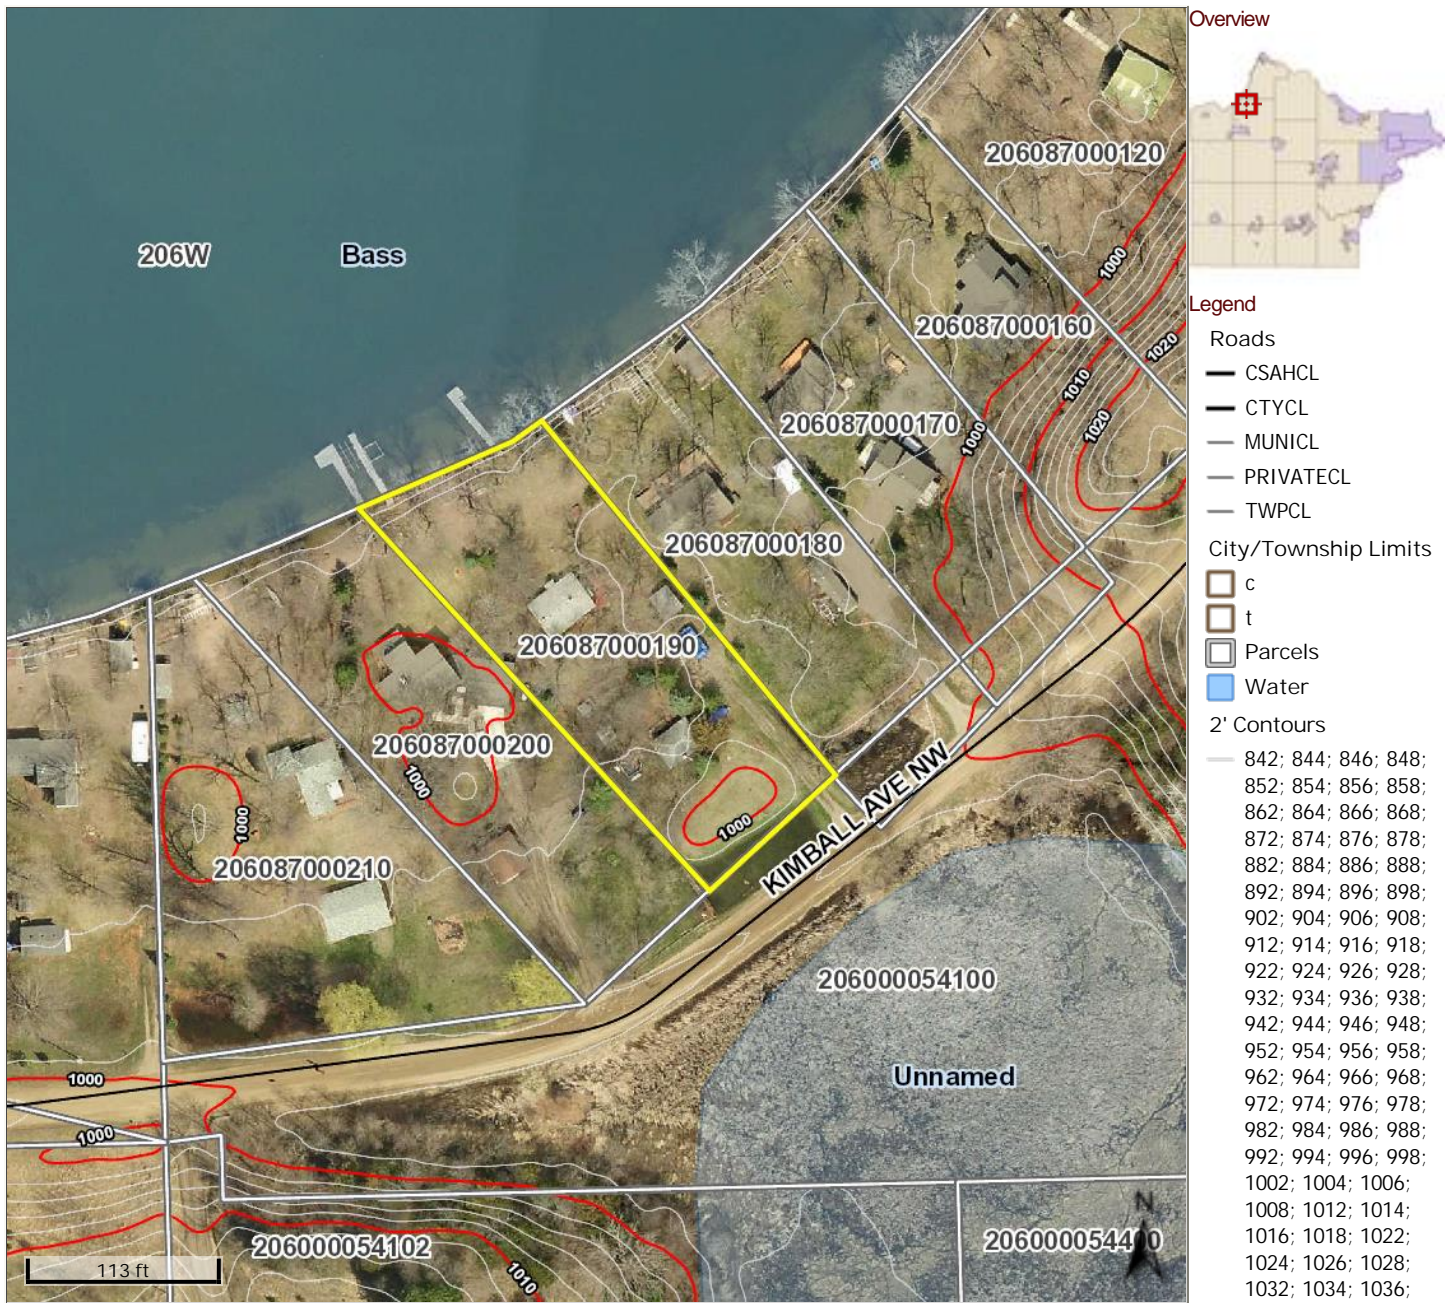 Overview
206087000120
1000
206W
Bass
206087000160
1020
1010
1020
206087000170
1000
206087000180
206087000190
206087000200
1000
1000
1000
KIMBALL AVE NW
206087000210
206000054100
Unnamed
1000
1000
206000054102
1010
206000054400
N
113 ft
Legend
Roads
CSAHCL
CTYCL
MUNICL
PRIVATECL
TWPCL
City/Township Limits
c
t
Parcels
Water
2' Contours
842; 844; 846; 848;
852; 854; 856; 858;
862; 864; 866; 868;
872; 874; 876; 878;
882; 884; 886; 888;
892; 894; 896; 898;
902; 904; 906; 908;
912; 914; 916; 918;
922; 924; 926; 928;
932; 934; 936; 938;
942; 944; 946; 948;
952; 954; 956; 958;
962; 964; 966; 968;
972; 974; 976; 978;
982; 984; 986; 988;
992; 994; 996; 998;
1002; 1004; 1006;
1008; 1012; 1014;
1016; 1018; 1022;
1024; 1026; 1028;
1032; 1034; 1036;